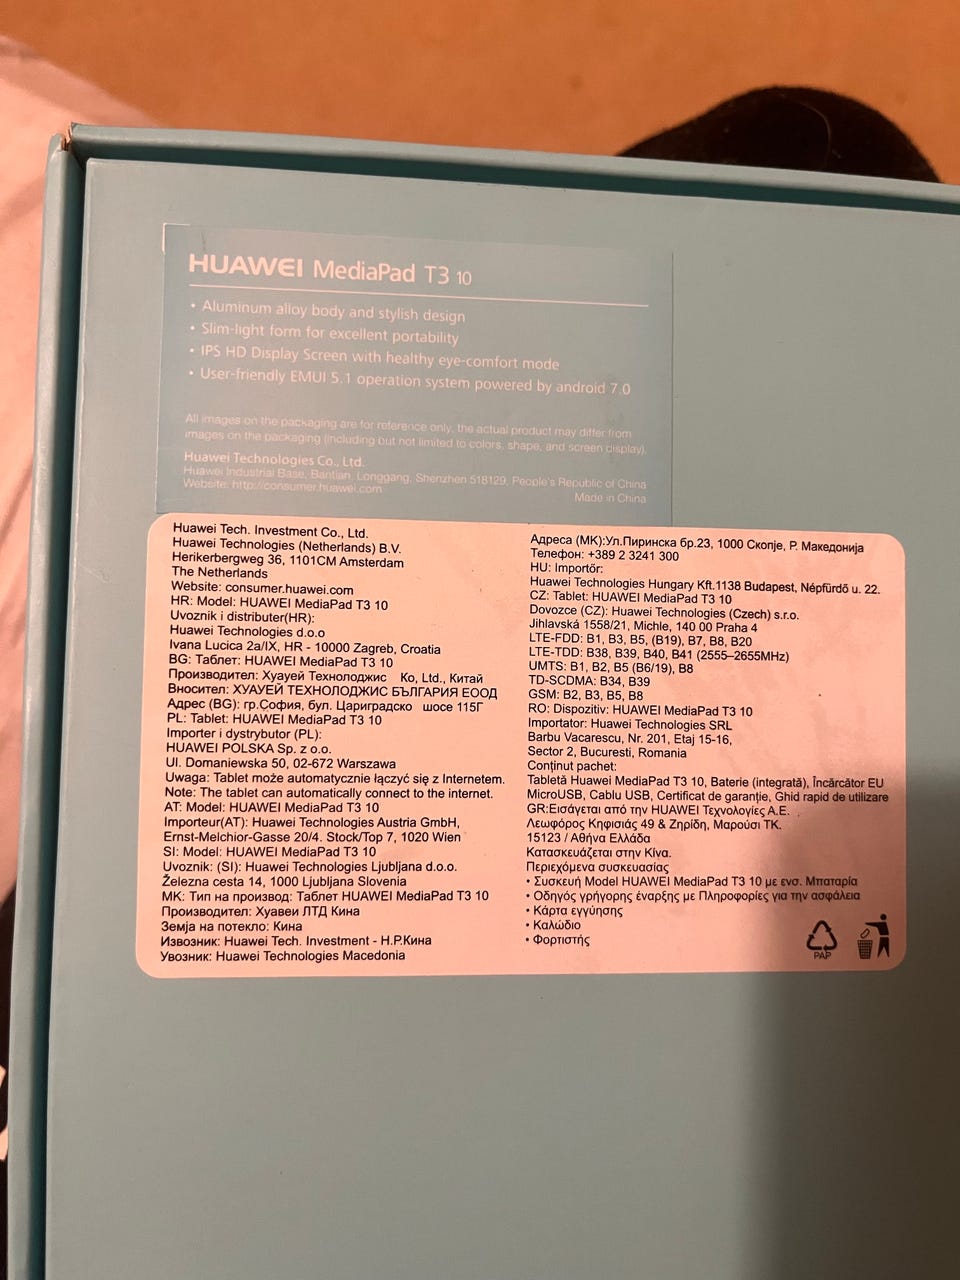 HUAWEI MediaPad T3 10
• Aluminum alloy body and stylish design
• Slim-light form for excellent portability
• IPS HD Display Screen with healthy eye-comfort mode
• User-friendly EMUI 5.1 operation system powered by android 7.0
All images on the packaging are for reference only, the actual product may differ from
images on the packaging (including but not limited to colors, shape, and screen display).
Huawei Technologies Co., Ltd.
Huawei Industrial Base, Bantian, Longgang, Shenzhen 518129, People's Republic of China
Website: http://consumer.huawei.com
Made in China
Huawei Tech. Investment Co., Ltd.
Huawei Technologies (Netherlands) B.V.
Herikerbergweg 36, 1101CM Amsterdam
The Netherlands
Website: consumer.huawei.com
HR: Model: HUAWEI MediaPad T3 10
Uvoznik i distributer(HR):
Huawei Technologies d.o.o
Ivana Lucica 2a/IX, HR - 10000 Zagreb, Croatia
BG: Таблет: HUAWEI MediaPad T3 10
Производител: Хуауей Технолоджис Ко, Ltd., Китай
Вносител: ХУАУЕЙ ТЕХНОЛОДЖИС БЪЛГАРИЯ ЕООД
Адрес (BG): гр.София, бул. Цариградско шосе 115Г
PL: Tablet: HUAWEI MediaPad T3 10
Importer i dystrybutor (PL):
HUAWEI POLSKA Sp. z o.o.
Ul. Domaniewska 50, 02-672 Warszawa
Uwaga: Tablet może automatycznie łączyć się z Internetem.
Note: The tablet can automatically connect to the internet.
AT: Model: HUAWEI MediaPad T3 10
Importeur(AT): Huawei Technologies Austria GmbH,
Ernst-Melchior-Gasse 20/4. Stock/Top 7, 1020 Wien
SI: Model: HUAWEI MediaPad T3 10
Uvoznik: (SI): Huawei Technologies Ljubljana d.o.o.
Železna cesta 14, 1000 Ljubljana Slovenia
MK: Тип на производ: Таблет HUAWEI MediaPad T3 10
Производител: Хуавеи ЛТД Кина
Земја на потекло: Кина
Извозник: Huawei Tech. Investment - Н.Р.Кина
Увозник: Huawei Technologies Macedonia
Адреса (МК):Ул.Пиринска бр.23, 1000 Скопје, Р. Македонија
Телефон: +389 2 3241 300
HU: Importőr:
Huawei Technologies Hungary Kft.1138 Budapest, Népfürdő u. 22.
CZ: Tablet: HUAWEI MediaPad T3 10
Dovozce (CZ): Huawei Technologies (Czech) s.r.o.
Jihlavská 1558/21, Michle, 140 00 Praha 4
LTE-FDD: B1, B3, B5, (B19), B7, B8, B20
LTE-TDD: B38, B39, B40, B41 (2555–2655MHz)
UMTS: B1, B2, B5 (B6/19), B8
TD-SCDMA: B34, B39
GSM: B2, B3, B5, B8
RO: Dispozitiv: HUAWEI MediaPad T3 10
Importator: Huawei Technologies SRL
Barbu Vacarescu, Nr. 201, Etaj 15-16,
Sector 2, Bucuresti, Romania
Conținut pachet:
Tabletă Huawei MediaPad T3 10, Baterie (integrată), Încărcător EU
MicroUSB, Cablu USB, Certificat de garanție, Ghid rapid de utilizare
GR:Εισάγεται από την HUAWEI Τεχνολογίες Α.Ε.
Λεωφόρος Κηφισιάς 49 & Ζηρίδη, Μαρούσι ΤΚ.
15123 / Αθήνα Ελλάδα
Κατασκευάζεται στην Κίνα.
Περιεχόμενα συσκευασίας
• Συσκευή Model HUAWEI MediaPad T3 10 με ενσ. Μπαταρία
• Οδηγός γρήγορης έναρξης με Πληροφορίες για την ασφάλεια
• Κάρτα εγγύησης
• Καλώδιο
• Φορτιστής
PAP